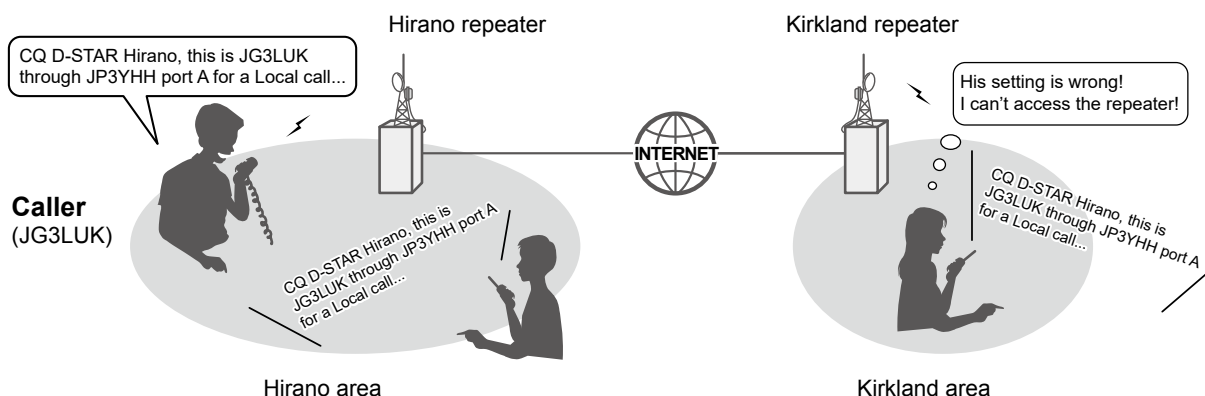 Hirano repeater
Kirkland repeater
CQ D-STAR Hirano, this is JG3LUK
through JP3YHH port A for a Local call...
His setting is wrong!
I can't access the repeater!
INTERNET
Caller
(JG3LUK)
CQ D-STAR Hirano, this is
JG3LUK through JP3YHH port A
for a Local call...
CQ D-STAR Hirano, this is
JG3LUK through JP3YHH port A
for a Local call...
Hirano area
Kirkland area